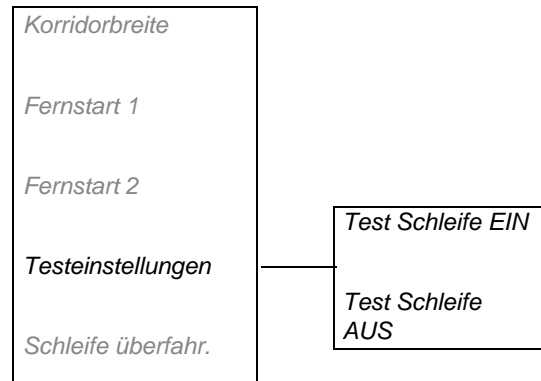 Korridorbreite
Fernstart 1
Fernstart 2
Testeinstellungen
Schleife überfahr.
Test Schleife EIN
Test Schleife
AUS